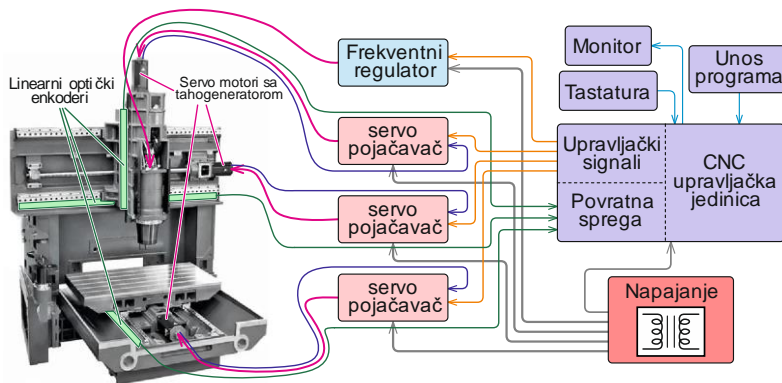 Linearni optički
enkoderi
Servo motori sa
tahogeneratorom
Frekventni
regulator
servo
pojačavač
servo
pojačavač
servo
pojačavač
Monitor
Tastatura
Unos
programa
Upravljački
signali
Povratna
sprega
CNC
upravljačka
jedinica
Napajanje